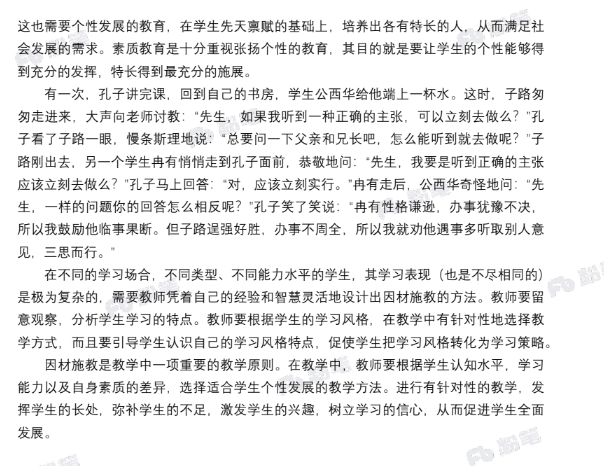 这也需要个性发展的教育，在学生先天禀赋的基础上，培养出各有特长的人，从而满足社
会发展的需求。素质教育是十分重视张扬个性的教育，其目的就是要让学生的个性能够得
到充分的发挥，特长得到最充分的施展。
有一次，孔子讲完课，回到自己的书房，学生公西华给他端上一杯水。这时，子路匆
匆走进来，大声向老师讨教：“先生，如果我听到一种正确的主张，可以立刻去做么？”孔
子看了子路一眼，慢条斯理地说：“总要问一下父亲和兄长吧，怎么能听到就去做呢？”子
路刚出去，另一个学生冉有悄悄走到孔子面前，恭敬地问：“先生，我要是听到正确的主张
应该立刻去做么？”孔子马上回答：“对，应该立刻实行。”冉有走后，公西华奇怪地问：“先
生，一样的问题你的回答怎么相反呢？”孔子笑了笑说：“冉有性格谦逊，办事犹豫不决，
所以我鼓励他临事果断。但子路逞强好胜，办事不周全，所以我就劝他遇事多听取别人意
见，三思而行。”
在不同的学习场合，不同类型、不同能力水平的学生，其学习表现（也是不尽相同的）
是极为复杂的，需要教师凭着自己的经验和智慧灵活地设计出因材施教的方法。教师要留
意观察，分析学生学习的特点。教师要根据学生的学习风格，在教学中有针对性地选择教
学方式，而且要引导学生认识自己的学习风格特点，促使学生把学习风格转化为学习策略。
因材施教是教学中一项重要的教学原则。在教学中，教师要根据学生认知水平，学习
能力以及自身素质的差异，选择适合学生个性发展的教学方法。进行有针对性的教学，发
挥学生的长处，弥补学生的不足，激发学生的兴趣，树立学习的信心，从而促进学生全面
发展。
粉笔